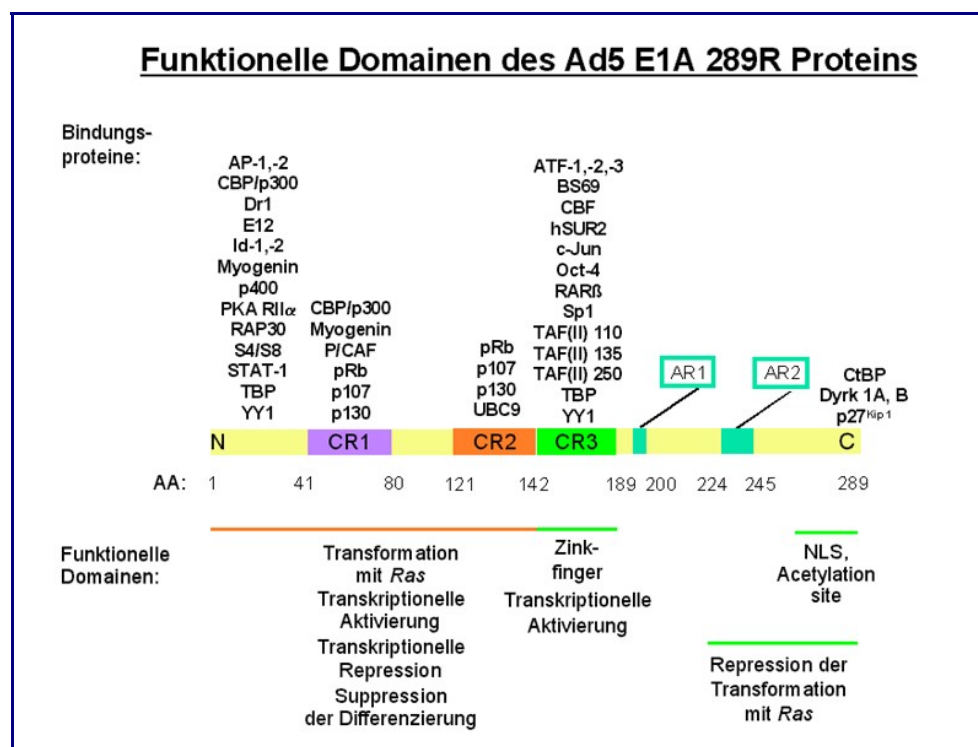 Funktionelle Domainen des Ad5 E1A 289R Proteins
Bindungs-
proteine:
AP-1,-2
CBP/p300
Dr1
E12
Id-1,-2
Myogenin
p400
PKA RIIα
RAP30
S4/S8
STAT-1
TBP
YY1
CBP/p300
Myogenin
P/CAF
pRb
p107
p130
pRb
p107
p130
UBC9
ATF-1,-2,-3
BS69
CBF
hSUR2
c-Jun
Oct-4
RARß
Sp1
TAF(II) 110
TAF(II) 135
TAF(II) 250
TBP
YY1
AR1
AR2
CtBP
Dyrk 1A, B
p27Kip 1
N CR1 CR2 CR3 C
AA: 1 41 80 121 142 189 200 224 245 289
Funktionelle
Domainen:
Transformation
mit Ras
Transkriptionelle
Aktivierung
Transkriptionelle
Repression
Suppression
der Differenzierung
Zink-
finger
Transkriptionelle
Aktivierung
NLS,
Acetylation
site
Repression der
Transformation
mit Ras